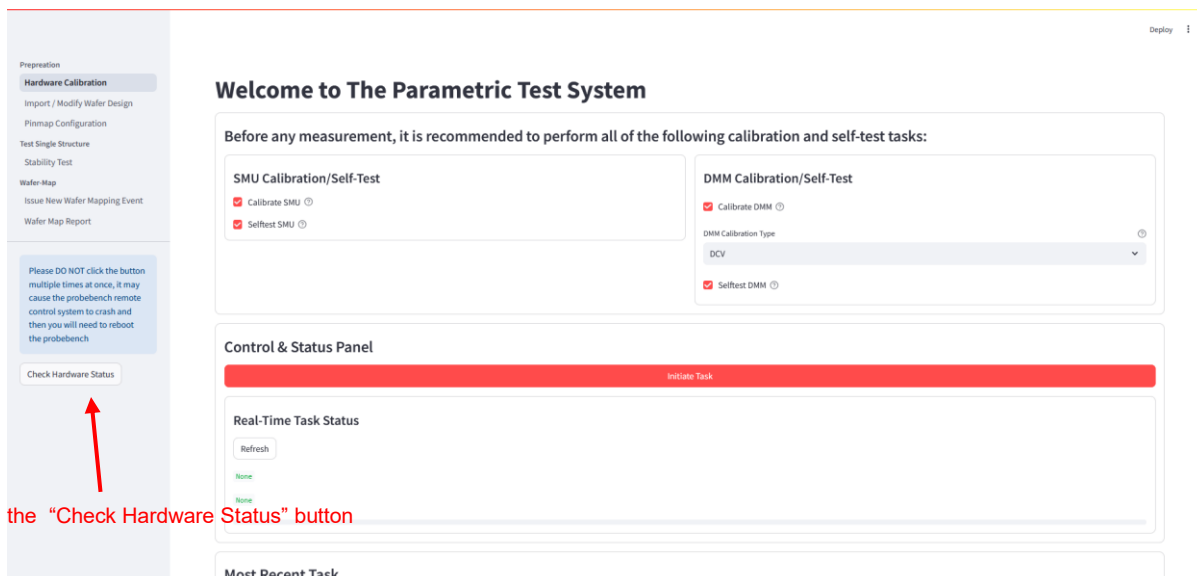 Deploy
Prepreation
Hardware Calibration
Import / Modify Wafer Design
Pinmap Configuration
Test Single Structure
Stability Test
Wafer-Map
Issue New Wafer Mapping Event
Wafer Map Report
Please DO NOT click the button
multiple times at once, it may
cause the probebench remote
control system to crash and
then you will need to reboot
the probebench
Check Hardware Status
the “Check Hardware Status” button
Welcome to The Parametric Test System
Before any measurement, it is recommended to perform all of the following calibration and self-test tasks:
SMU Calibration/Self-Test
Calibrate SMU
Selftest SMU
DMM Calibration/Self-Test
Calibrate DMM
DMM Calibration Type
DCV
Selftest DMM
Control & Status Panel
Initiate Task
Real-Time Task Status
Refresh
None
None
Most Recent Task